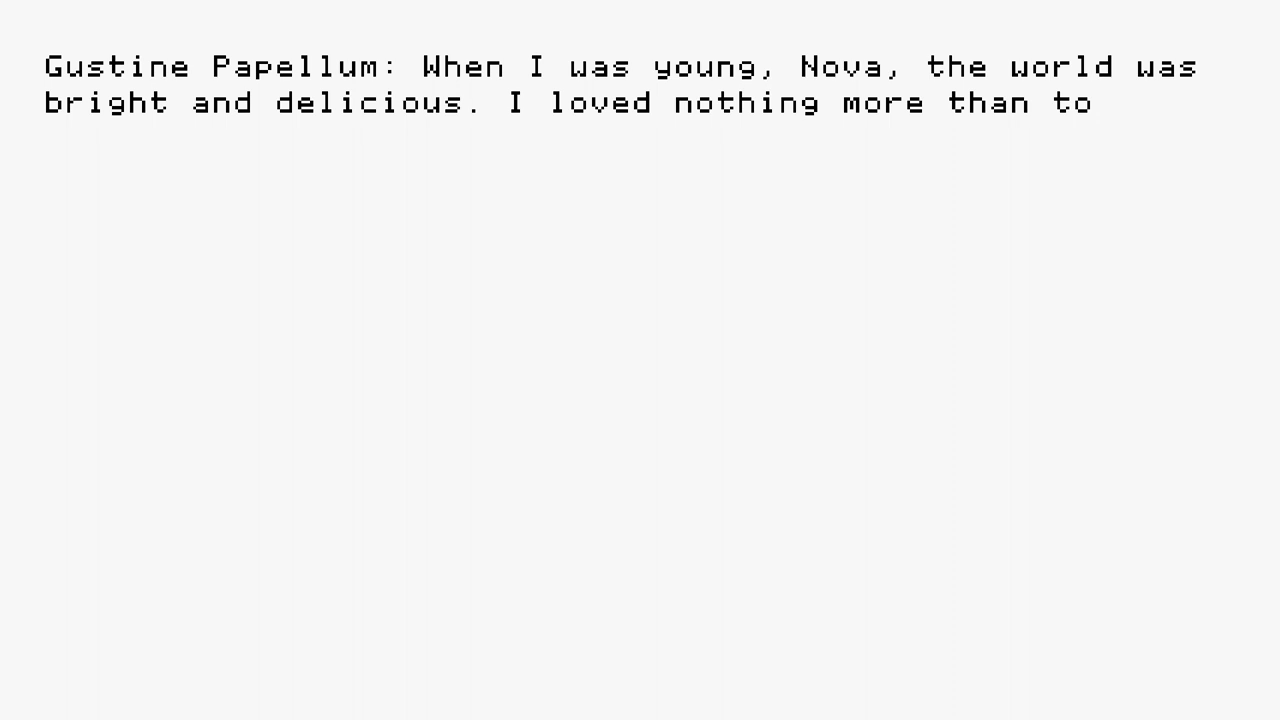 Gustine Papellum: When I was young, Nova, the world was
bright and delicious. I loved nothing more than to